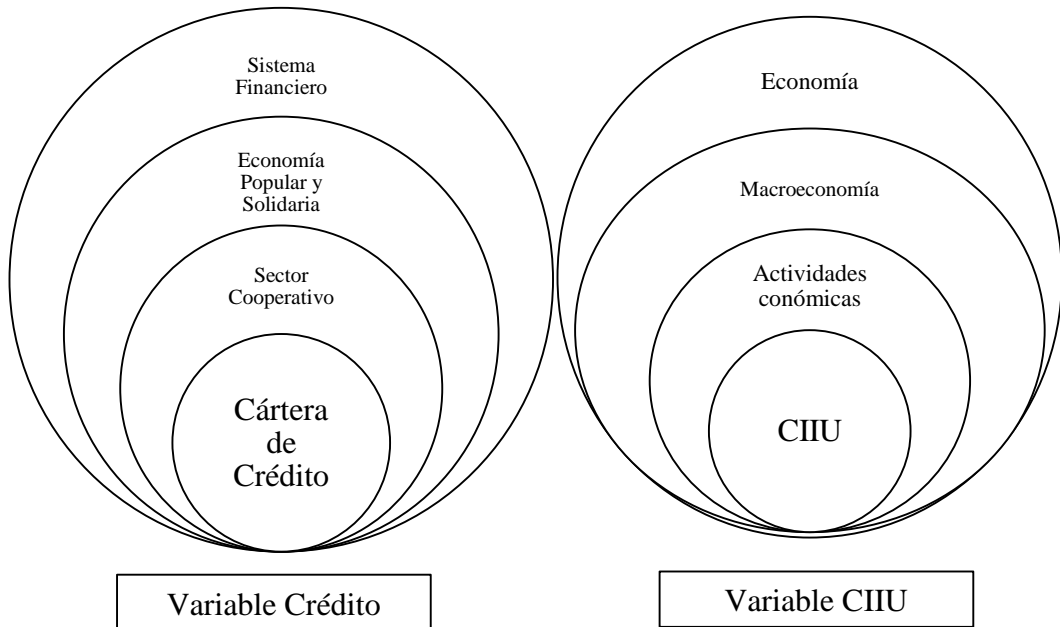 Sistema
Financiero
Economía
Popular y
Solidaria
Sector
Cooperativo
Cártera
de
Crédito
Variable Crédito
Economía
Macroeconomía
Actividades
conómicas
CIIU
Variable CIIU